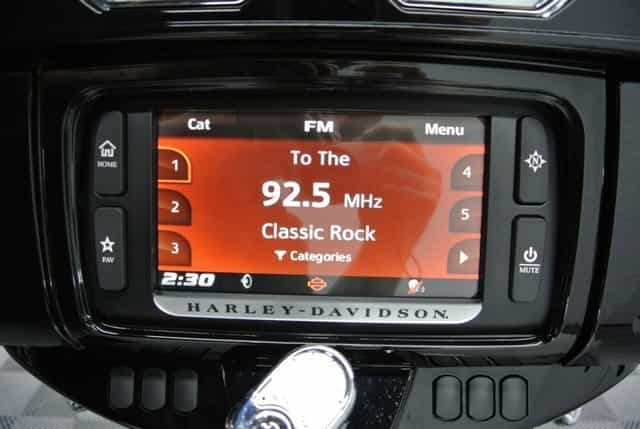 Cat FM Menu
HOME
1 To The 4
N
92.5 MHz
2 5
Classic Rock
3
Categories
FAV
MUTE
2:30
HARLEY-DAVIDSON